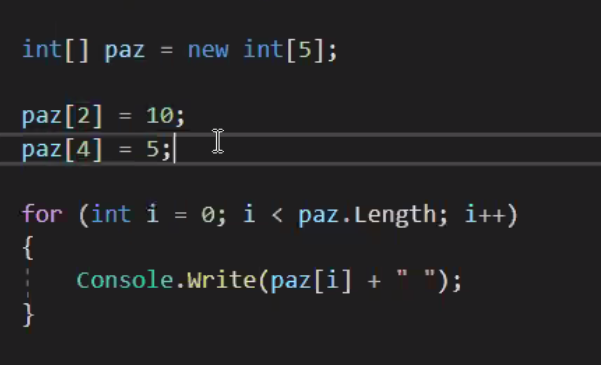 int[] paz = new int[5];
paz[2] = 10;
paz[4] = 5;
for (int i = 0; i < paz.Length; i++)
{
Console.Write(paz[i] + " ");
}